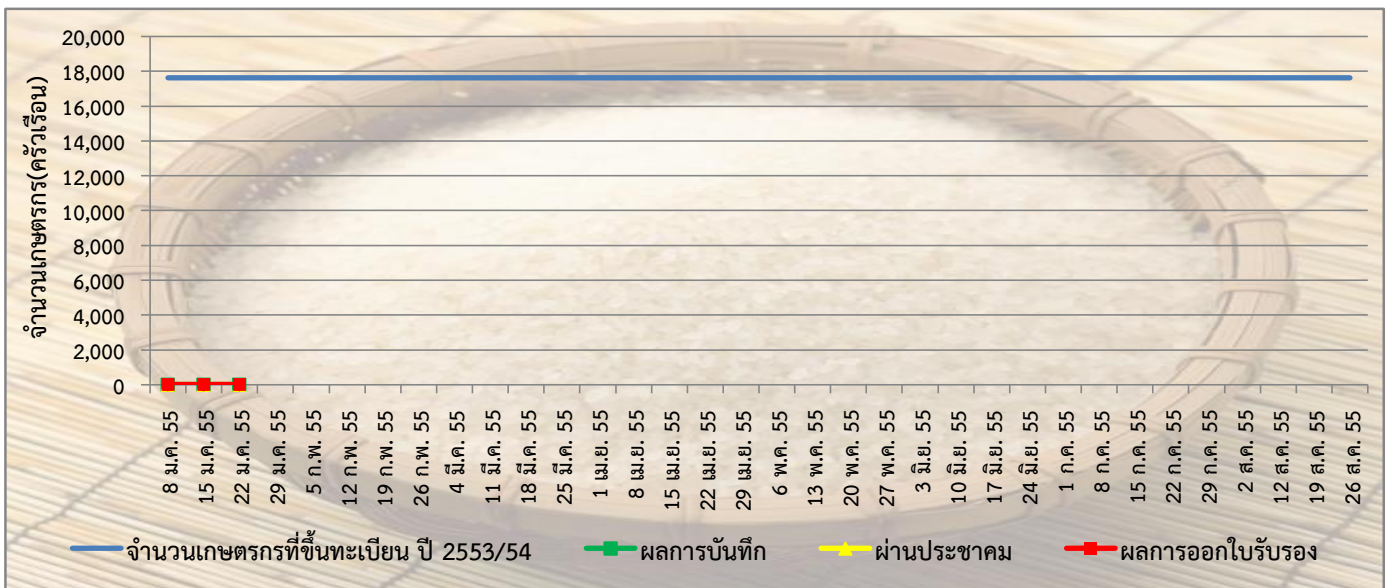 20,000
18,000
16,000
14,000
12,000
10,000
8,000
6,000
4,000
2,000
0
จำนวนเกษตรกร(ครัวเรือน)
8 ม.ค. 55
15 ม.ค. 55
22 ม.ค. 55
29 ม.ค. 55
5 ก.พ. 55
12 ก.พ. 55
19 ก.พ. 55
26 ก.พ. 55
4 มี.ค. 55
11 มี.ค. 55
18 มี.ค. 55
25 มี.ค. 55
1 เม.ย. 55
8 เม.ย. 55
15 เม.ย. 55
22 เม.ย. 55
29 เม.ย. 55
6 พ.ค. 55
13 พ.ค. 55
20 พ.ค. 55
27 พ.ค. 55
3 มิ.ย. 55
10 มิ.ย. 55
17 มิ.ย. 55
24 มิ.ย. 55
1 ก.ค. 55
8 ก.ค. 55
15 ก.ค. 55
22 ก.ค. 55
29 ก.ค. 55
2 ส.ค. 55
12 ส.ค. 55
19 ส.ค. 55
26 ส.ค. 55
จำนวนเกษตรกรที่ขึ้นทะเบียน ปี 2553/54 ผลการบันทึก ผ่านประชาคม ผลการออกใบรับรอง